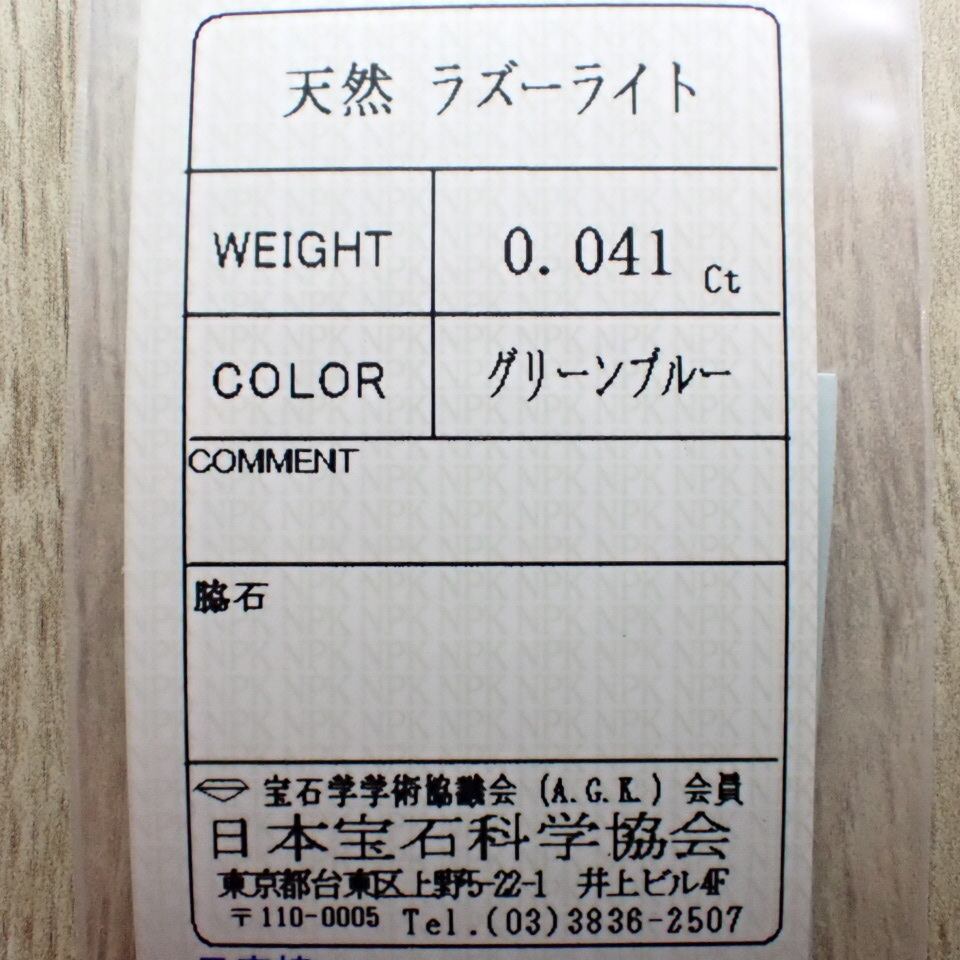 天然 ラズーライト
WEIGHT 0.041 Ct
COLOR グリーンブルー
COMMENT
脇石
宝石学学術協議会 (A.G.K.) 会員
日本宝石科学協会
東京都台東区上野5-22-1 井上ビル4F
〒110-0005 Tel.(03)3836-2507